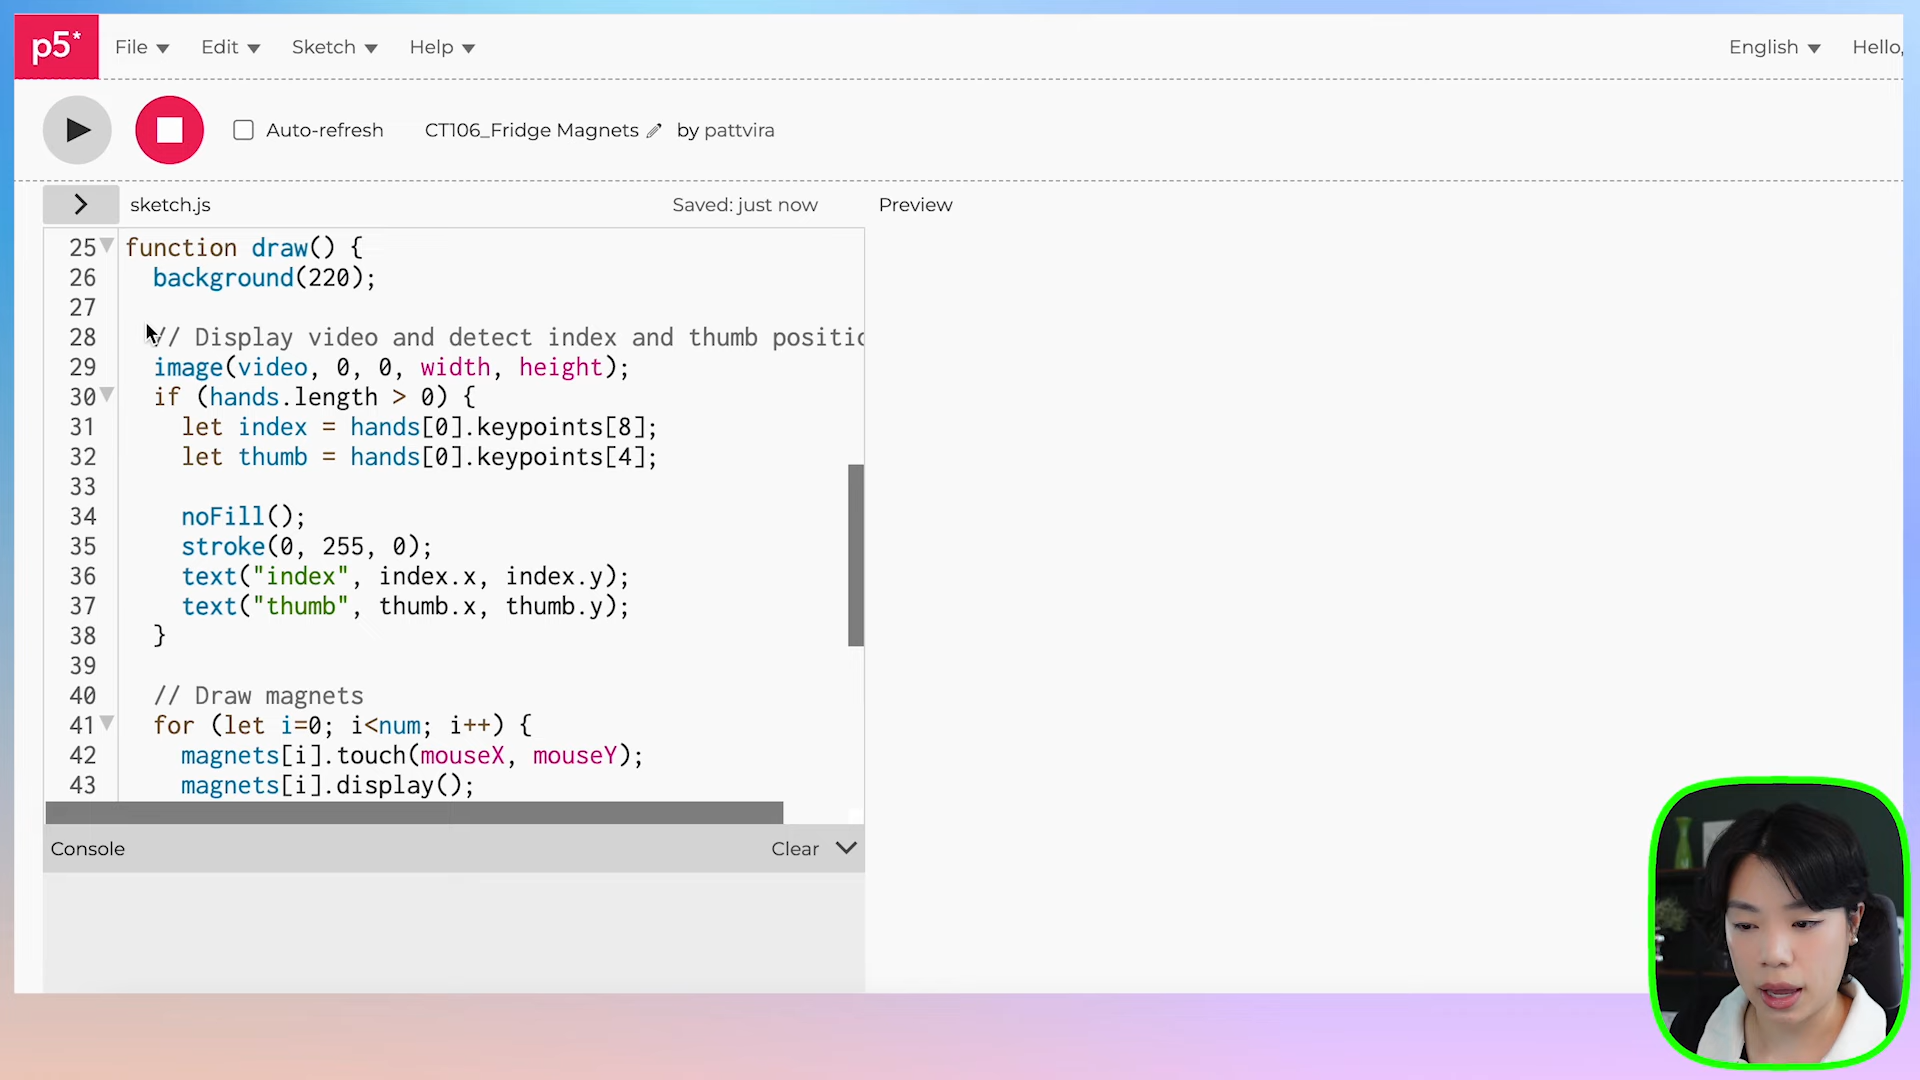 p5* File Edit Sketch Help English Hello,
Auto-refresh CT106_Fridge Magnets by pattvira
sketch.js Saved: just now Preview
25 function draw() {
26 background(220);
27
28 // Display video and detect index and thumb positio
29 image(video, 0, 0, width, height);
30 if (hands.length > 0) {
31 let index = hands[0].keypoints[8];
32 let thumb = hands[0].keypoints[4];
33
34 noFill();
35 stroke(0, 255, 0);
36 text("index", index.x, index.y);
37 text("thumb", thumb.x, thumb.y);
38 }
39
40 // Draw magnets
41 for (let i=0; i<num; i++) {
42 magnets[i].touch(mouseX, mouseY);
43 magnets[i].display();
Console Clear